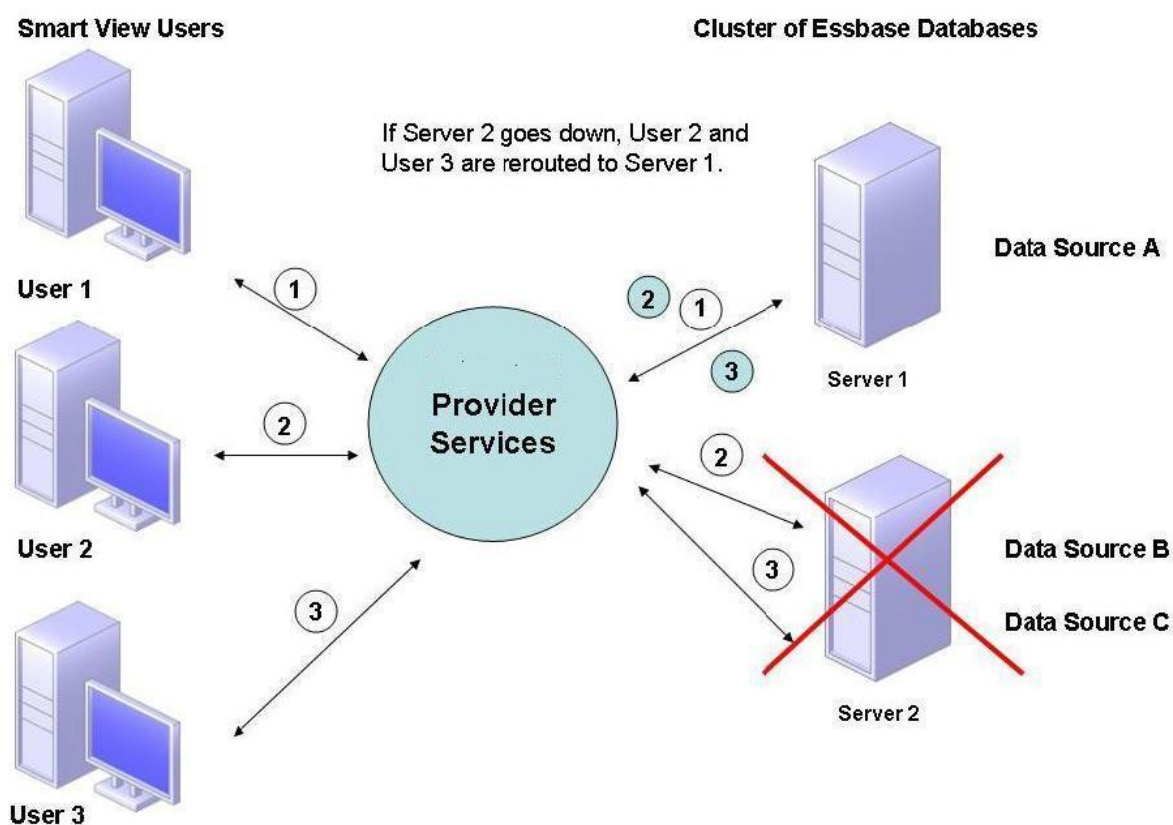 Smart View Users
Cluster of Essbase Databases
If Server 2 goes down, User 2 and
User 3 are rerouted to Server 1.
Data Source A
User 1
1
2
1
3
Server 1
Provider
Services
2
2
User 2
3
3
Data Source B
Data Source C
Server 2
User 3